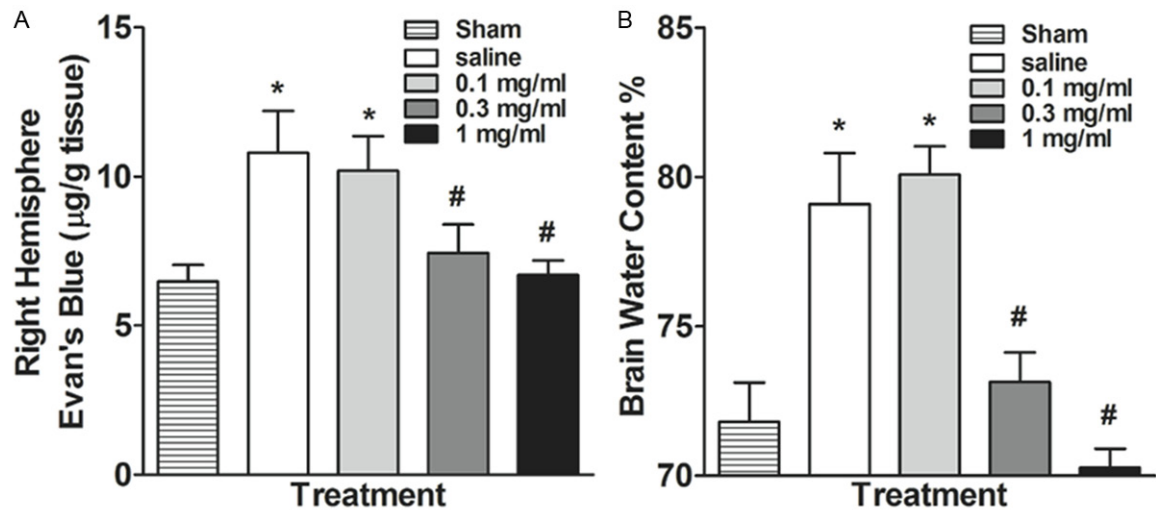 A
Right Hemisphere
Evan's Blue (μg/g tissue)
15
10
5
0
Sham
saline
0.1 mg/ml
0.3 mg/ml
1 mg/ml
*
*
#
#
Treatment
B
Brain Water Content %
85
80
75
70
Sham
saline
0.1 mg/ml
0.3 mg/ml
1 mg/ml
*
*
#
#
Treatment